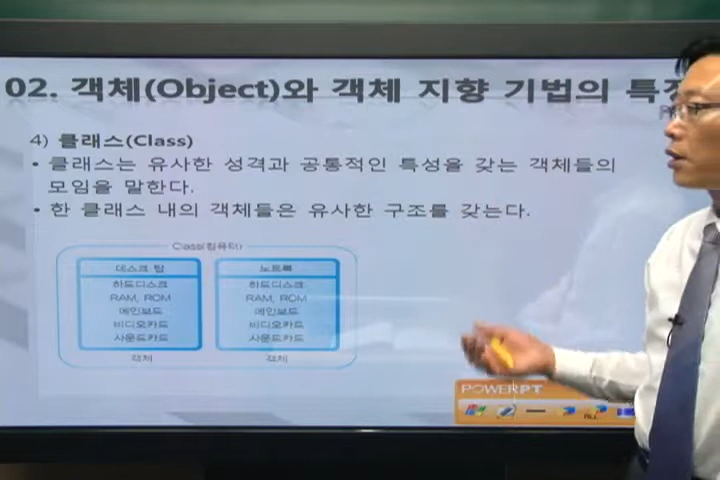 02. 객체(Object)와 객체 지향 기법의 특
4) 클래스(Class)
• 클래스는 유사한 성격과 공통적인 특성을 갖는 객체들의
모임을 말한다.
• 한 클래스 내의 객체들은 유사한 구조를 갖는다.
Class(컴퓨터)
데스크 탑
하드디스크
RAM, ROM
메인보드
비디오카드
사운드카드
객체
노트북
하드디스크
RAM, ROM
메인보드
비디오카드
사운드카드
객체
POWERPT